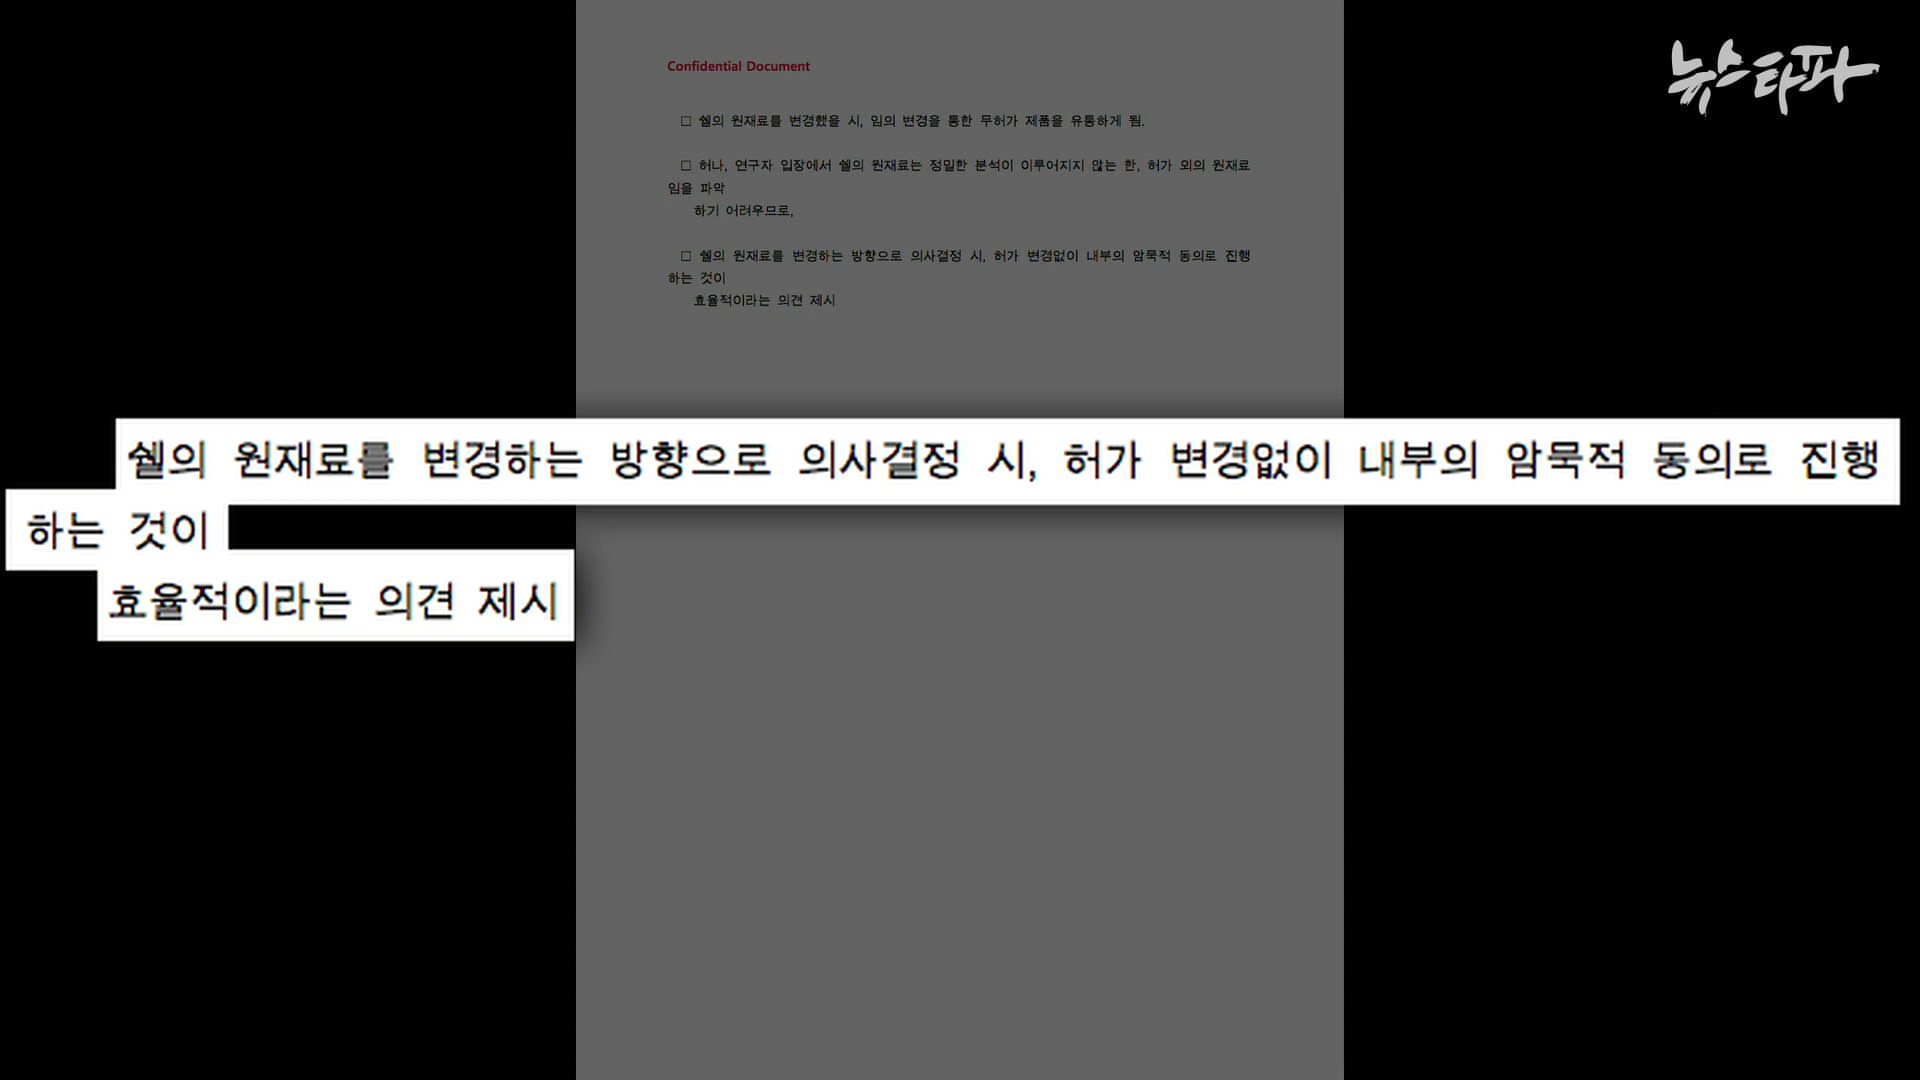 뉴스타파
Confidential Document
□ 쉘의 원재료를 변경했을 시, 임의 변경을 통한 무허가 제품을 유통하게 됨.
□ 허나, 연구자 입장에서 쉘의 원재료는 정밀한 분석이 이루어지지 않는 한, 허가 외의 원재료
임을 파악
하기 어려우므로,
□ 쉘의 원재료를 변경하는 방향으로 의사결정 시, 허가 변경없이 내부의 암묵적 동의로 진행
하는 것이
효율적이라는 의견 제시
쉘의 원재료를 변경하는 방향으로 의사결정 시, 허가 변경없이 내부의 암묵적 동의로 진행
하는 것이
효율적이라는 의견 제시